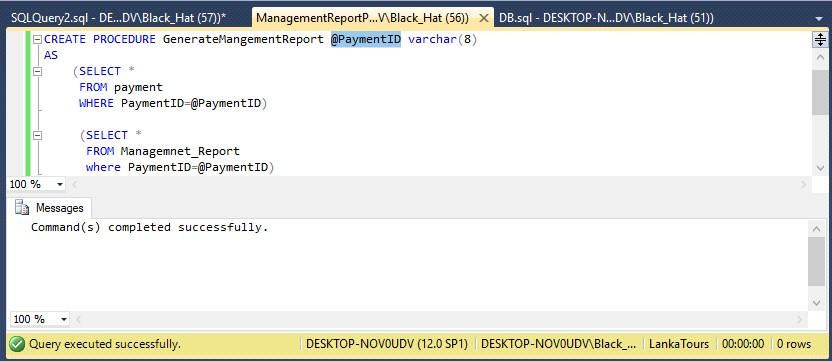 SQLQuery2.sql - DE...DV\Black_Hat (57))* ManagementReportP...V\Black_Hat (56)) DB.sql - DESKTOP-N...DV\Black_Hat (51))
CREATE PROCEDURE GenerateMangementReport @PaymentID varchar(8)
AS
(SELECT *
FROM payment
WHERE PaymentID=@PaymentID)
(SELECT *
FROM Managemnet_Report
where PaymentID=@PaymentID)
100 %
Messages
Command(s) completed successfully.
100 %
Query executed successfully. DESKTOP-NOV0UDV (12.0 SP1) DESKTOP-NOV0UDV\Black_... LankaTours 00:00:00 0 rows